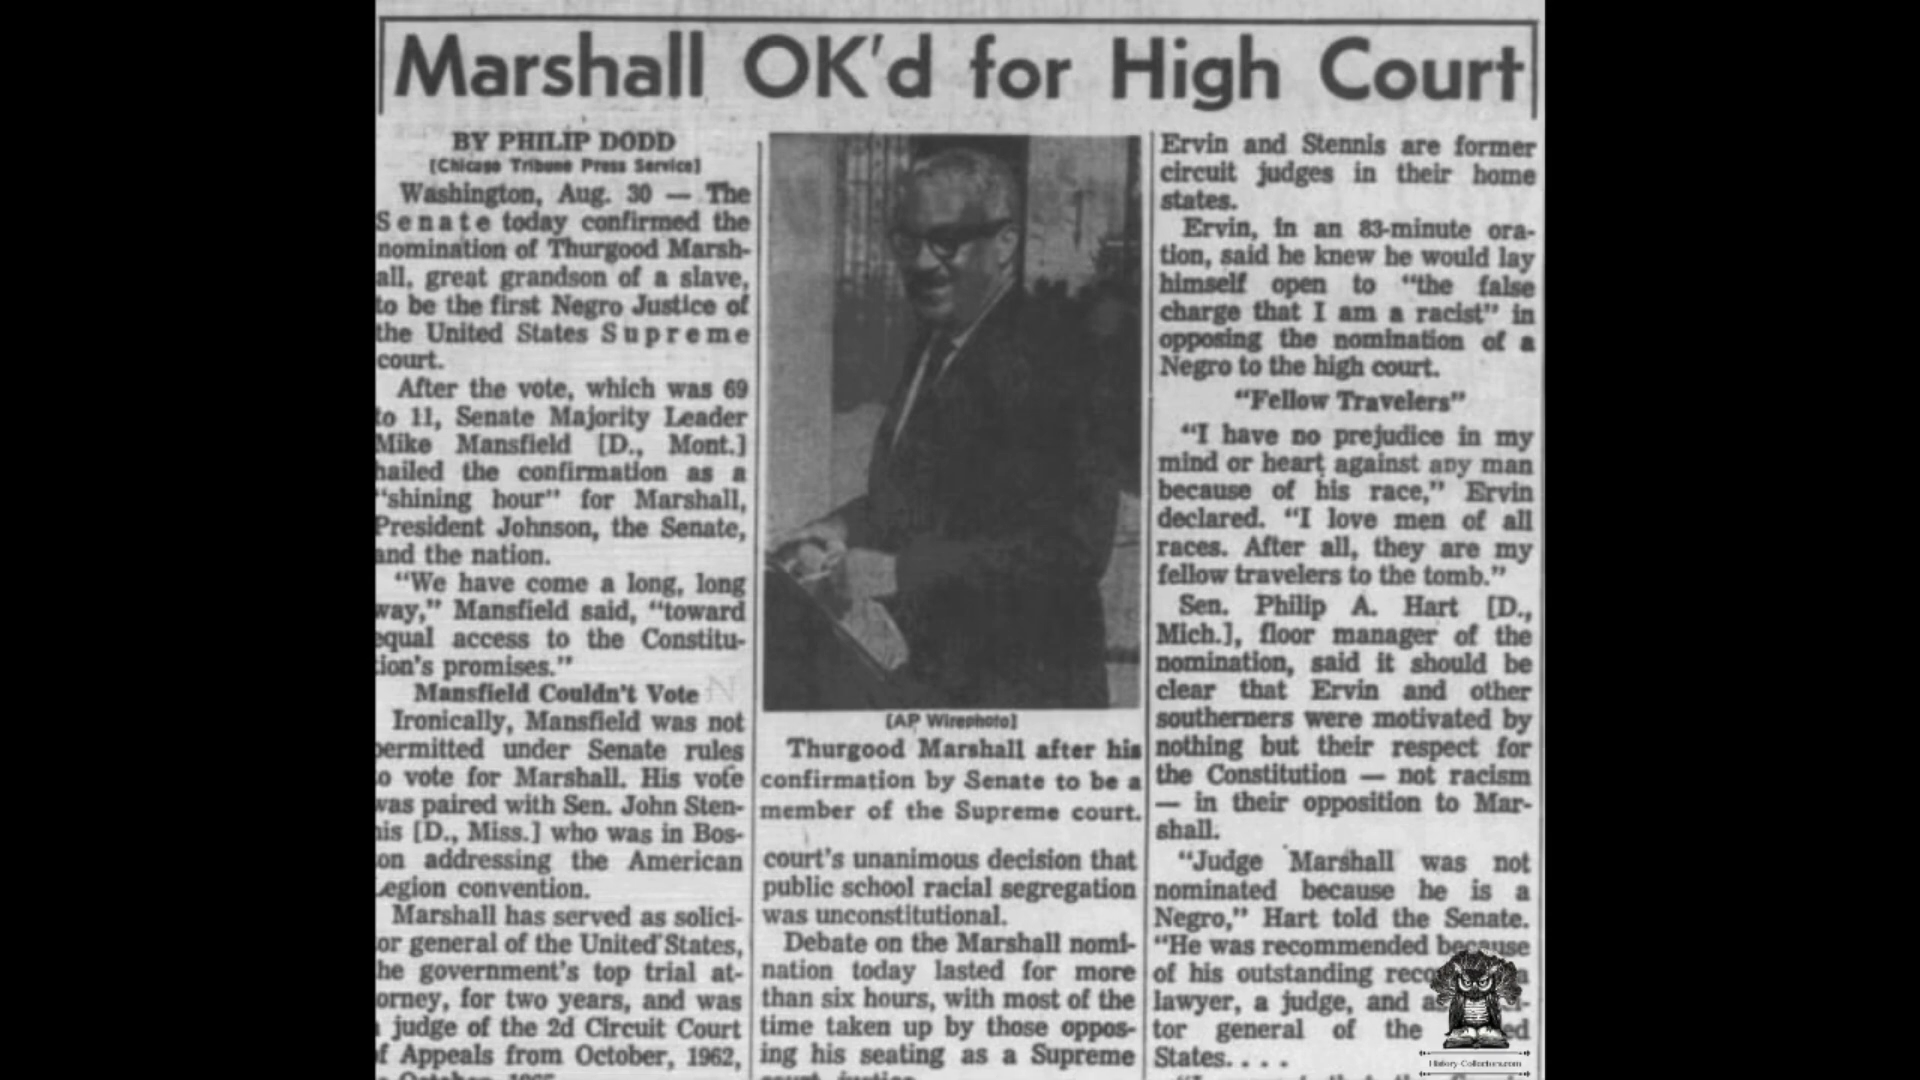 Marshall OK'd for High Court
BY PHILIP DODD
[Chicago Tribune Press Service]
Washington, Aug. 30 — The
Senate today confirmed the
nomination of Thurgood Marsh-
all, great grandson of a slave,
to be the first Negro Justice of
the United States Supreme
court.
After the vote, which was 69
to 11, Senate Majority Leader
Mike Mansfield [D., Mont.]
hailed the confirmation as a
"shining hour" for Marshall,
President Johnson, the Senate,
and the nation.
"We have come a long, long
way," Mansfield said, "toward
equal access to the Constitu-
tion's promises."
Mansfield Couldn't Vote
Ironically, Mansfield was not
permitted under Senate rules
to vote for Marshall. His vote
was paired with Sen. John Sten-
nis [D., Miss.] who was in Bos-
on addressing the American
Legion convention.
Marshall has served as solici-
or general of the United States,
he government's top trial at-
orney, for two years, and was
judge of the 2d Circuit Court
of Appeals from October, 1962,
[AP Wirephoto]
Thurgood Marshall after his
confirmation by Senate to be a
member of the Supreme court.
court's unanimous decision that
public school racial segregation
was unconstitutional.
Debate on the Marshall nomi-
nation today lasted for more
than six hours, with most of the
time taken up by those oppos-
ing his seating as a Supreme
Ervin and Stennis are former
circuit judges in their home
states.
Ervin, in an 83-minute ora-
tion, said he knew he would lay
himself open to "the false
charge that I am a racist" in
opposing the nomination of a
Negro to the high court.
"Fellow Travelers"
"I have no prejudice in my
mind or heart against any man
because of his race," Ervin
declared. "I love men of all
races. After all, they are my
fellow travelers to the tomb."
Sen. Philip A. Hart [D.,
Mich.], floor manager of the
nomination, said it should be
clear that Ervin and other
southerners were motivated by
nothing but their respect for
the Constitution — not racism
— in their opposition to Mar-
shall.
"Judge Marshall was not
nominated because he is a
Negro," Hart told the Senate.
"He was recommended because
of his outstanding
lawyer, a judge, and
tor general of the
States. . . .
History-Collectors.com